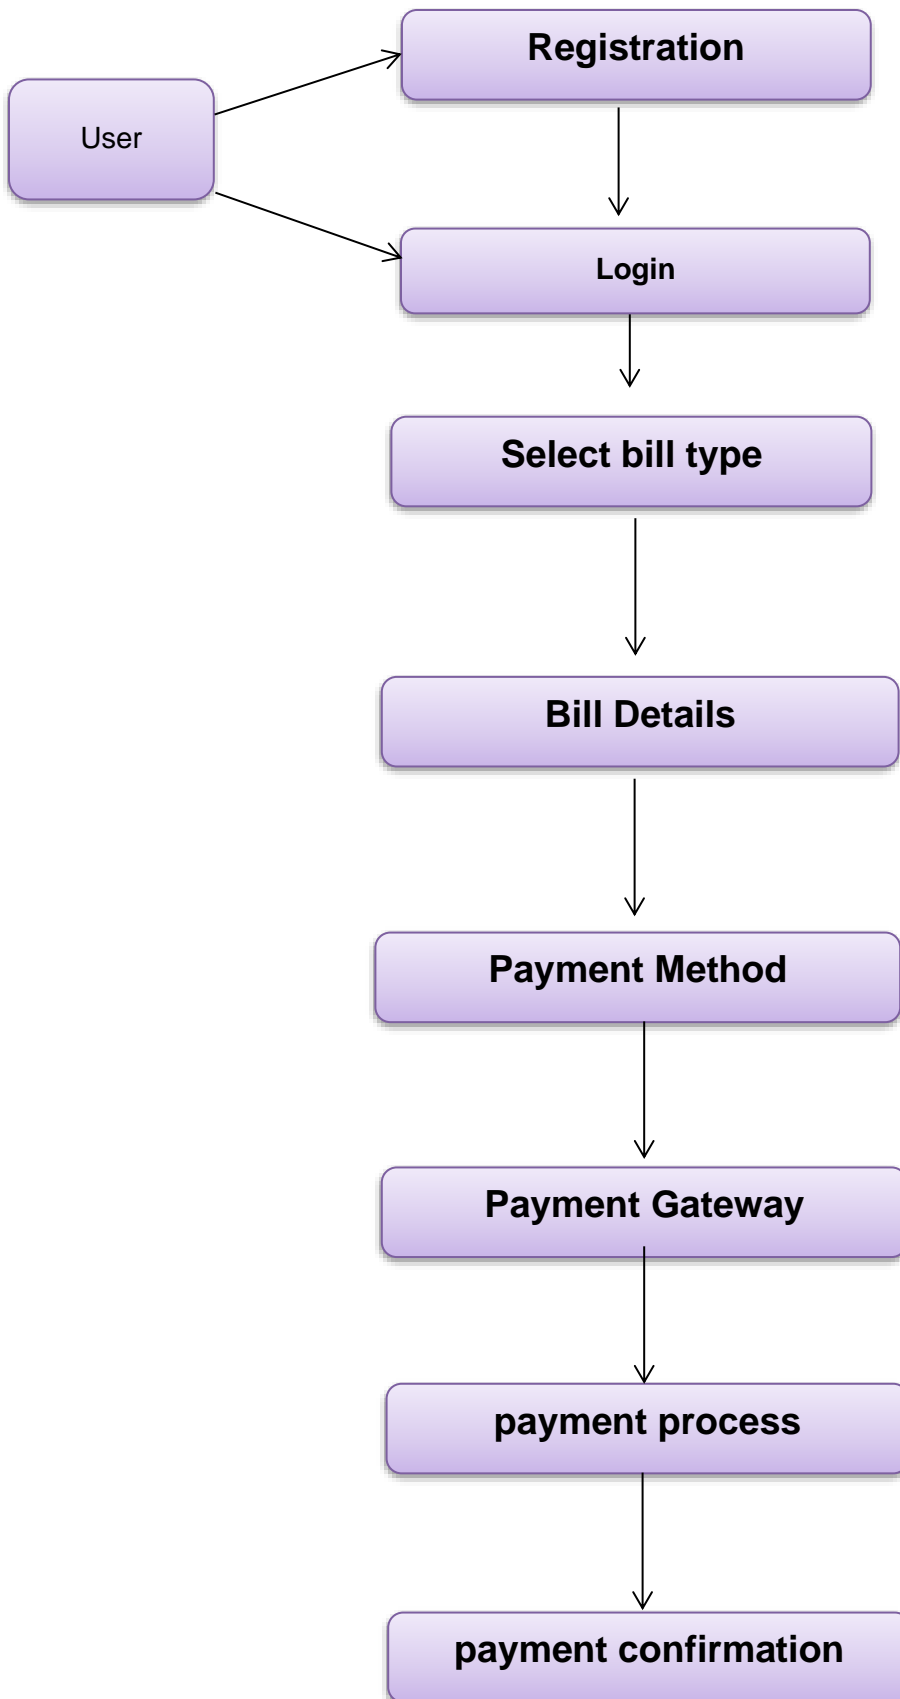 Registration
User
Login
Select bill type
Bill Details
Payment Method
Payment Gateway
payment process
payment confirmation